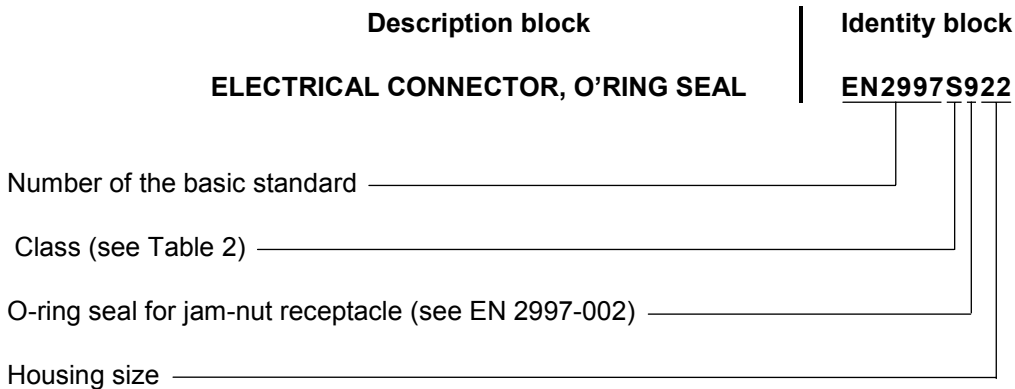 Description block Identity block
ELECTRICAL CONNECTOR, O’RING SEAL EN2997S922
Number of the basic standard
Class (see Table 2)
O-ring seal for jam-nut receptacle (see EN 2997-002)
Housing size